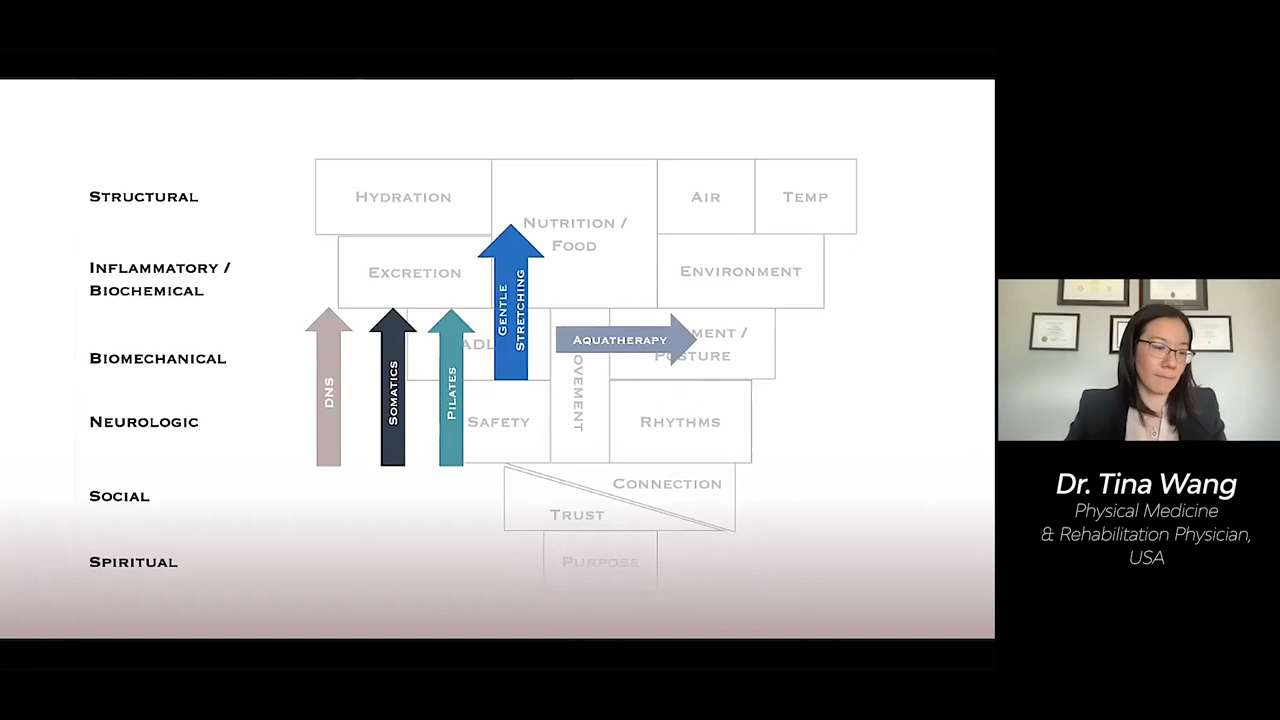 STRUCTURAL
HYDRATION
NUTRITION /
FOOD
AIR
TEMP
INFLAMMATORY /
BIOCHEMICAL
EXCRETION
ENVIRONMENT
BIOMECHANICAL
GENTLE
STRETCHING
AQUATHERAPY
DNS
SOMATICS
PILATES
NEUROLOGIC
SAFETY
RHYTHMS
SOCIAL
CONNECTION
TRUST
SPIRITUAL
PURPOSE
Dr. Tina Wang
Physical Medicine
& Rehabilitation Physician,
USA